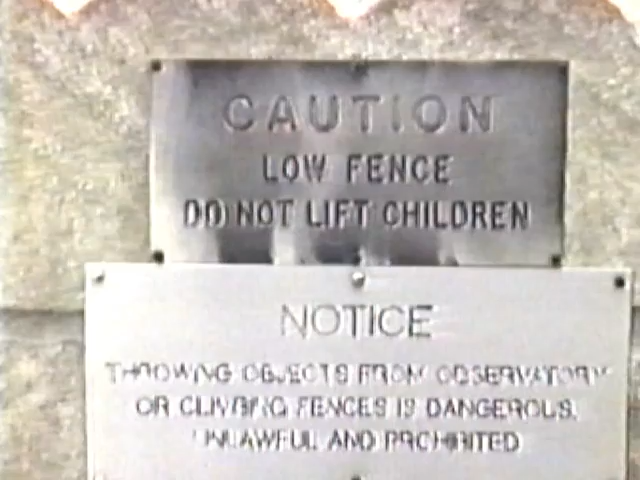 CAUTION
LOW FENCE
DO NOT LIFT CHILDREN
NOTICE
THROWING OBJECTS FROM OBSERVATORY
OR CLIMBING FENCES IS DANGEROUS.
UNLAWFUL AND PROHIBITED